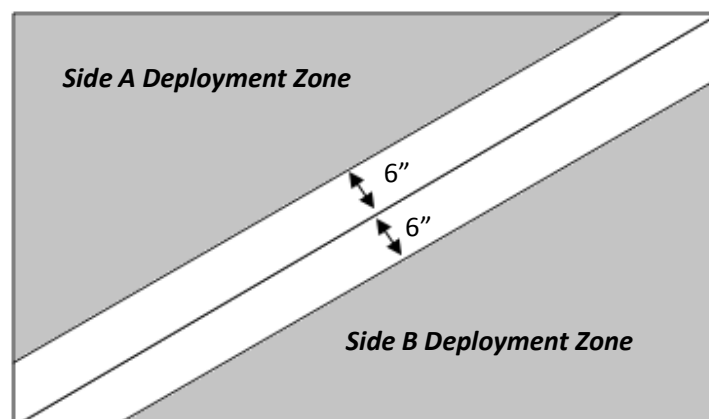 Side A Deployment Zone
6”
6”
Side B Deployment Zone